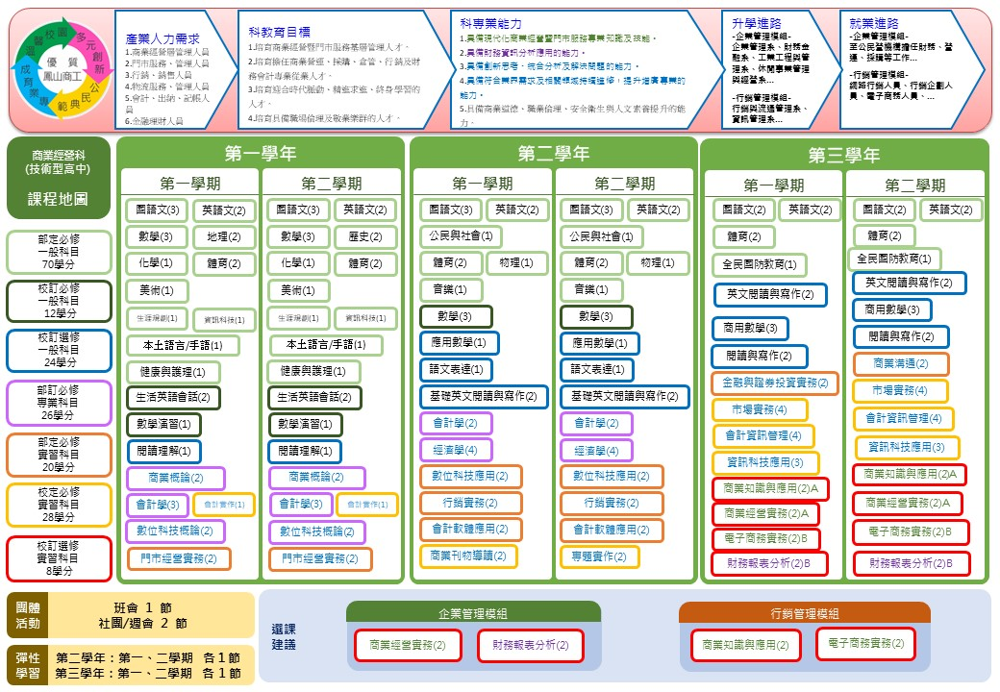 優 質
鳳山商工
溫馨校園
多元創新
公民典範
專業育成
產業人力需求
1.商業經營層管理人員
2.門市服務、管理人員
3.行銷、銷售人員
4.物流服務、管理人員
5.會計、出納、記帳人
員
6.金融理財人員
科教育目標
1.培育商業經營暨門市服務基層管理人才。
2.培育擔任商業營運、採購、倉管、行銷及財
務會計專業從業人才。
3.培育迎合時代脈動、精進求進、終身學習的
人才。
4.培育具備職場倫理及敬業樂群的人才。
科專業能力
1.具備現代化商業經營暨門市服務專業知識及技能。
2.具備財務資訊分析應用的能力。
3.具備創新思考、統合分析及解決問題的能力。
4.具備符合業界需求及相關領域持續進修，提升進廣專業的
能力。
5.具備商業道德、職業倫理、安全衛生與人文素養提升的能
力。
升學進路
-企業管理模組-
企業管理系、財務金
融系、工業工程與管
理系、休閒事業管理
與經營系...
-行銷管理模組-
行銷與流通管理系、
資訊管理系...
就業進路
-企業管理模組-
至公民營機構擔任財務、營
運、採購等工作...
-行銷管理模組-
網路行銷人員、行銷企劃人
員、電子商務人員、...
商業經營科
(技術型高中)
課程地圖
部定必修
一般科目
70學分
校訂必修
一般科目
12學分
校訂選修
一般科目
24學分
部訂必修
專業科目
26學分
部定必修
實習科目
20學分
校定必修
實習科目
28學分
校訂選修
實習科目
8學分
第一學年
第一學期
國語文(3) 英語文(2)
數學(3) 地理(2)
化學(1) 體育(2)
美術(1)
生涯規劃(1) 資訊科技(1)
本土語言/手語(1)
健康與護理(1)
生活英語會話(2)
數學演習(1)
閱讀理解(1)
商業概論(2)
會計學(3) 會計實作(1)
數位科技概論(2)
門市經營實務(2)
第二學期
國語文(3) 英語文(2)
數學(3) 歷史(2)
化學(1) 體育(2)
美術(1)
生涯規劃(1) 資訊科技(1)
本土語言/手語(1)
健康與護理(1)
生活英語會話(2)
數學演習(1)
閱讀理解(1)
商業概論(2)
會計學(3) 會計實作(1)
數位科技概論(2)
門市經營實務(2)
第二學年
第一學期
國語文(3) 英語文(2)
公民與社會(1)
體育(2) 物理(1)
音樂(1)
數學(3)
應用數學(1)
語文表達(1)
基礎英文閱讀與寫作(2)
會計學(2)
經濟學(4)
數位科技應用(2)
行銷實務(2)
會計軟體應用(2)
商業刊物導讀(2)
第二學期
國語文(3) 英語文(2)
公民與社會(1)
體育(2) 物理(1)
音樂(1)
數學(3)
應用數學(1)
語文表達(1)
基礎英文閱讀與寫作(2)
會計學(2)
經濟學(4)
數位科技應用(2)
行銷實務(2)
會計軟體應用(2)
專題實作(2)
第三學年
第一學期
國語文(2) 英語文(2)
體育(2)
全民國防教育(1)
英文閱讀與寫作(2)
商用數學(3)
閱讀與寫作(2)
金融與證券投資實務(2)
市場實務(4)
會計資訊管理(4)
資訊科技應用(3)
商業知識與應用(2)A
商業經營實務(2)A
電子商務實務(2)B
財務報表分析(2)B
第二學期
國語文(2) 英語文(2)
體育(2)
全民國防教育(1)
英文閱讀與寫作(2)
商用數學(3)
閱讀與寫作(2)
商業溝通(2)
市場實務(4)
會計資訊管理(4)
資訊科技應用(3)
商業知識與應用(2)A
商業經營實務(2)A
電子商務實務(2)B
財務報表分析(2)B
團體
活動
班會 1 節
社團/週會 2 節
彈性
學習
第二學年：第一、二學期 各1節
第三學年：第一、二學期 各1節
選課
建議
企業管理模組
商業經營實務(2) 財務報表分析(2)
行銷管理模組
商業知識與應用(2) 電子商務實務(2)